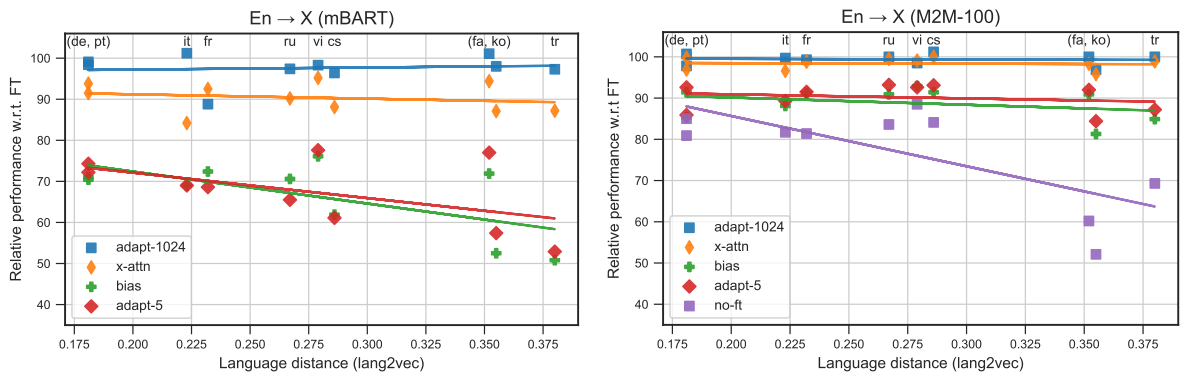 En → X (mBART)
(de, pt) it fr ru vi cs (fa, ko) tr
Relative performance w.r.t. FT
100
90
80
70
60
50
40
adapt-1024
x-attn
bias
adapt-5
0.175 0.200 0.225 0.250 0.275 0.300 0.325 0.350 0.375
Language distance (lang2vec)
En → X (M2M-100)
(de, pt) it fr ru vi cs (fa, ko) tr
Relative performance w.r.t FT
100
90
80
70
60
50
40
adapt-1024
x-attn
bias
adapt-5
no-ft
0.175 0.200 0.225 0.250 0.275 0.300 0.325 0.350 0.375
Language distance (lang2vec)